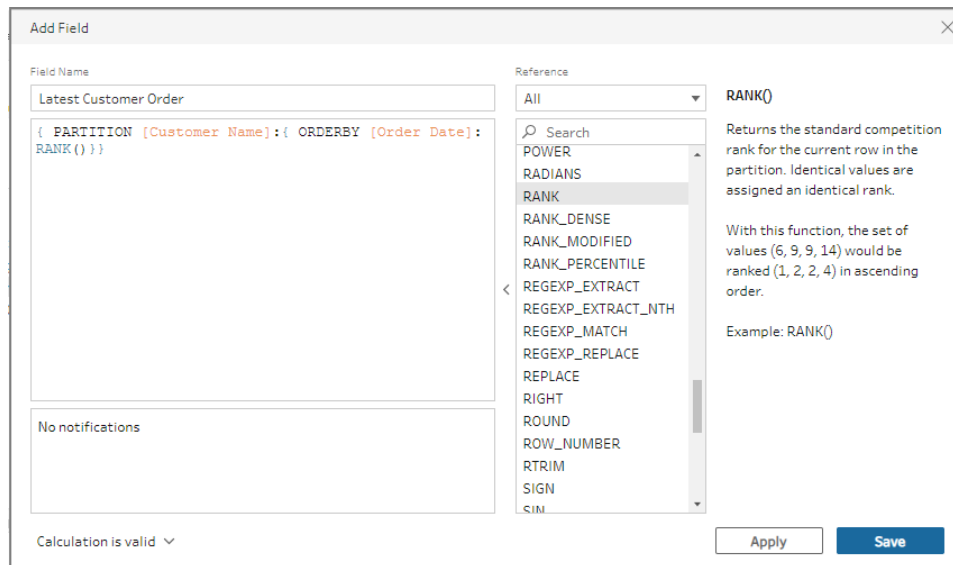 Add Field
Field Name
Latest Customer Order
{ PARTITION [Customer Name]:{ ORDERBY [Order Date]:
RANK()}}
No notifications
Calculation is valid
Reference
All
Search
POWER
RADIANS
RANK
RANK_DENSE
RANK_MODIFIED
RANK_PERCENTILE
REGEXP_EXTRACT
REGEXP_EXTRACT_NTH
REGEXP_MATCH
REGEXP_REPLACE
REPLACE
RIGHT
ROUND
ROW_NUMBER
RTRIM
SIGN
SIN
RANK()
Returns the standard competition
rank for the current row in the
partition. Identical values are
assigned an identical rank.
With this function, the set of
values (6, 9, 9, 14) would be
ranked (1, 2, 2, 4) in ascending
order.
Example: RANK()
Apply
Save